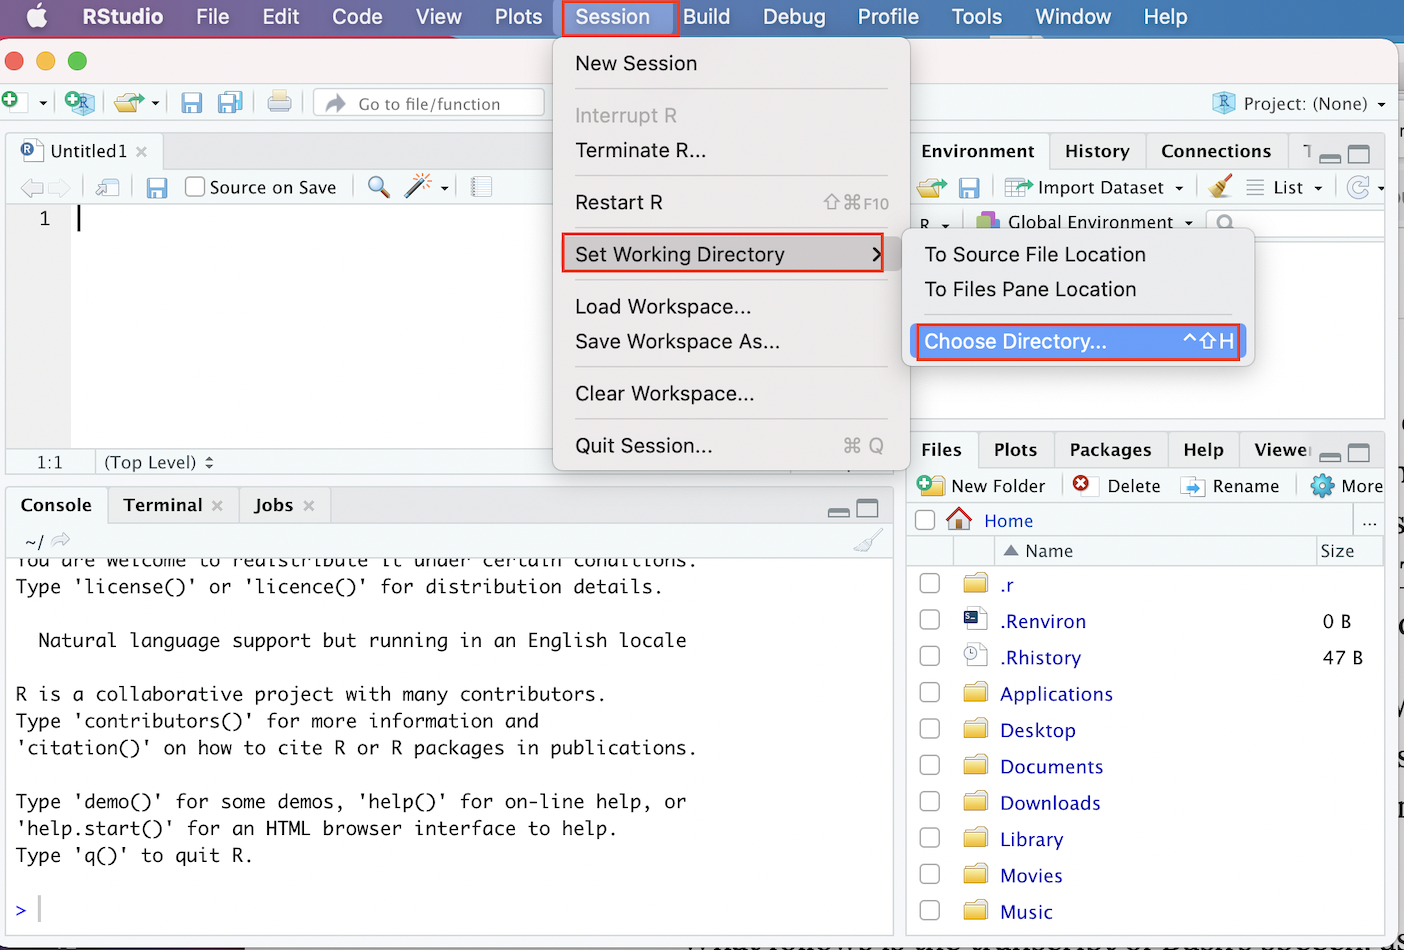 RStudio File Edit Code View Plots Session Build Debug Profile Tools Window Help
New Session
Interrupt R
Terminate R...
Restart R ⇧⌘F10
Set Working Directory
Load Workspace...
Save Workspace As...
Clear Workspace...
Quit Session... ⌘ Q
To Source File Location
To Files Pane Location
Choose Directory... ^⇧H
Go to file/function
Project: (None)
Untitled1
Source on Save
1
1:1 (Top Level)
Environment History Connections
Import Dataset List
R Global Environment
Console Terminal Jobs
~/
You are welcome to redistribute it under certain conditions.
Type 'license()' or 'licence()' for distribution details.
Natural language support but running in an English locale
R is a collaborative project with many contributors.
Type 'contributors()' for more information and
'citation()' on how to cite R or R packages in publications.
Type 'demo()' for some demos, 'help()' for on-line help, or
'help.start()' for an HTML browser interface to help.
Type 'q()' to quit R.
>
Files Plots Packages Help Viewer
New Folder Delete Rename More
Home ...
Name Size
.r
.Renviron 0 B
.Rhistory 47 B
Applications
Desktop
Documents
Downloads
Library
Movies
Music